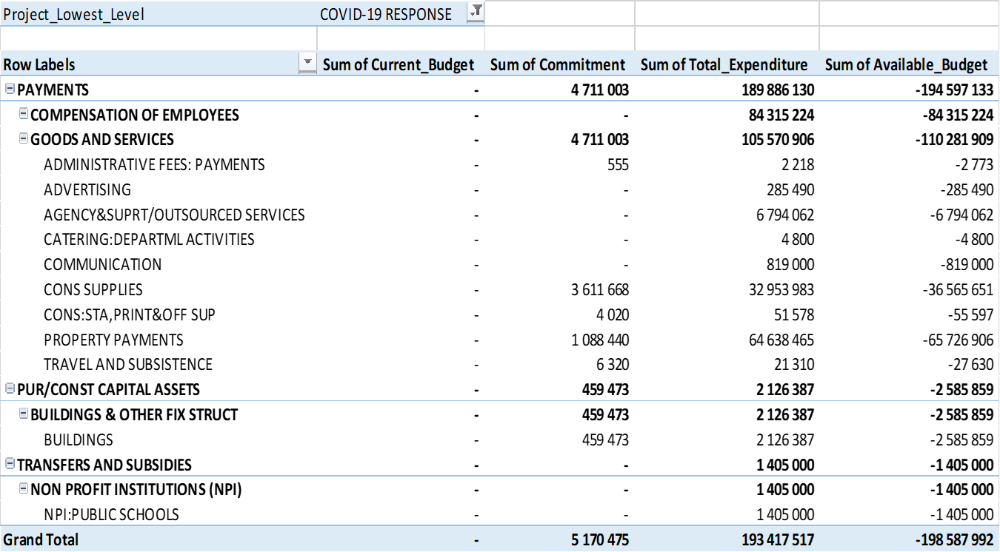 Project_Lowest_Level COVID-19 RESPONSE
Row Labels Sum of Current_Budget Sum of Commitment Sum of Total_Expenditure Sum of Available_Budget
PAYMENTS - 4 711 003 189 886 130 -194 597 133
COMPENSATION OF EMPLOYEES - - 84 315 224 -84 315 224
GOODS AND SERVICES - 4 711 003 105 570 906 -110 281 909
ADMINISTRATIVE FEES: PAYMENTS - 555 2 218 -2 773
ADVERTISING - - 285 490 -285 490
AGENCY&SUPRT/OUTSOURCED SERVICES - - 6 794 062 -6 794 062
CATERING:DEPARTML ACTIVITIES - - 4 800 -4 800
COMMUNICATION - - 819 000 -819 000
CONS SUPPLIES - 3 611 668 32 953 983 -36 565 651
CONS:STA,PRINT&OFF SUP - 4 020 51 578 -55 597
PROPERTY PAYMENTS - 1 088 440 64 638 465 -65 726 906
TRAVEL AND SUBSISTENCE - 6 320 21 310 -27 630
PUR/CONST CAPITAL ASSETS - 459 473 2 126 387 -2 585 859
BUILDINGS & OTHER FIX STRUCT - 459 473 2 126 387 -2 585 859
BUILDINGS - 459 473 2 126 387 -2 585 859
TRANSFERS AND SUBSIDIES - - 1 405 000 -1 405 000
NON PROFIT INSTITUTIONS (NPI) - - 1 405 000 -1 405 000
NPI:PUBLIC SCHOOLS - - 1 405 000 -1 405 000
Grand Total - 5 170 475 193 417 517 -198 587 992